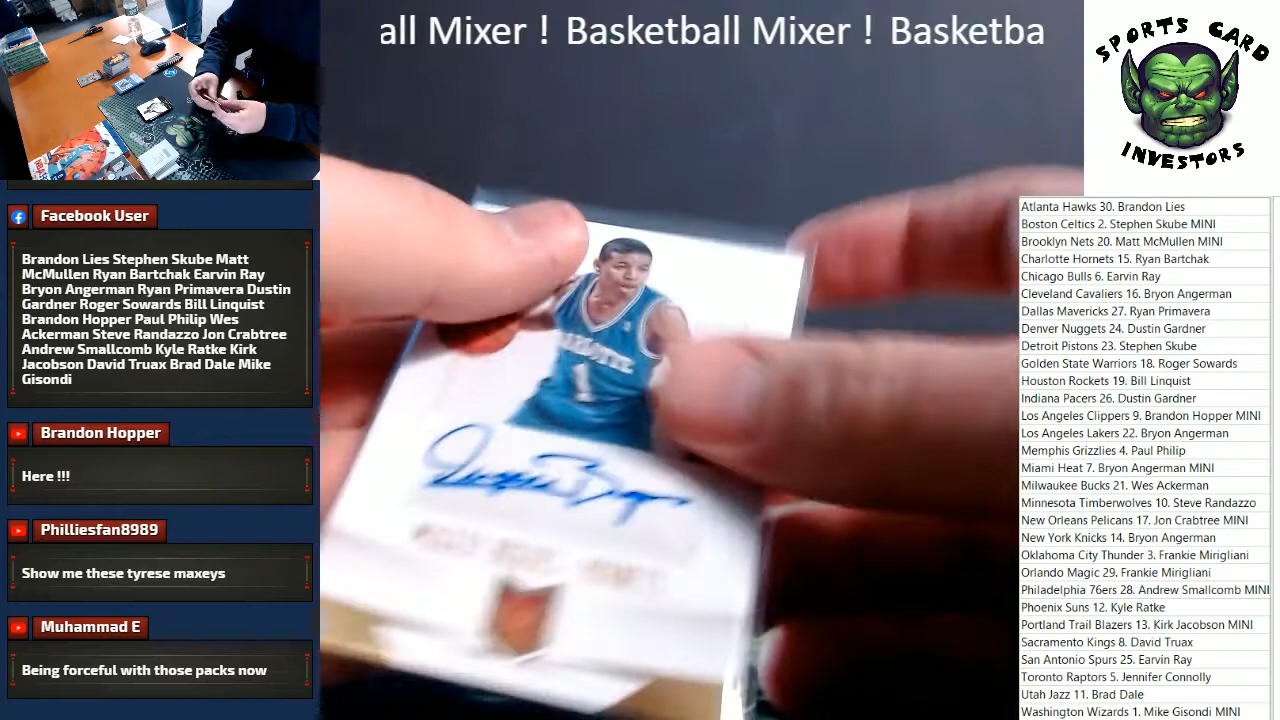 all Mixer ! Basketball Mixer ! Basketba
SPORTS CARD
INVESTORS
Facebook User
Brandon Lies Stephen Skube Matt
McMullen Ryan Bartchak Earvin Ray
Bryon Angerman Ryan Primavera Dustin
Gardner Roger Sowards Bill Linquist
Brandon Hopper Paul Philip Wes
Ackerman Steve Randazzo Jon Crabtree
Andrew Smallcomb Kyle Ratke Kirk
Jacobson David Truax Brad Dale Mike
Gisondi
Brandon Hopper
Here !!!
Philliesfan8989
Show me these tyrese maxeys
Muhammad E
Being forceful with those packs now
1
Atlanta Hawks 30. Brandon Lies
Boston Celtics 2. Stephen Skube MINI
Brooklyn Nets 20. Matt McMullen MINI
Charlotte Hornets 15. Ryan Bartchak
Chicago Bulls 6. Earvin Ray
Cleveland Cavaliers 16. Bryon Angerman
Dallas Mavericks 27. Ryan Primavera
Denver Nuggets 24. Dustin Gardner
Detroit Pistons 23. Stephen Skube
Golden State Warriors 18. Roger Sowards
Houston Rockets 19. Bill Linquist
Indiana Pacers 26. Dustin Gardner
Los Angeles Clippers 9. Brandon Hopper MINI
Los Angeles Lakers 22. Bryon Angerman
Memphis Grizzlies 4. Paul Philip
Miami Heat 7. Bryon Angerman MINI
Milwaukee Bucks 21. Wes Ackerman
Minnesota Timberwolves 10. Steve Randazzo
New Orleans Pelicans 17. Jon Crabtree MINI
New York Knicks 14. Bryon Angerman
Oklahoma City Thunder 3. Frankie Mirigliani
Orlando Magic 29. Frankie Mirigliani
Philadelphia 76ers 28. Andrew Smallcomb MINI
Phoenix Suns 12. Kyle Ratke
Portland Trail Blazers 13. Kirk Jacobson MINI
Sacramento Kings 8. David Truax
San Antonio Spurs 25. Earvin Ray
Toronto Raptors 5. Jennifer Connolly
Utah Jazz 11. Brad Dale
Washington Wizards 1. Mike Gisondi MINI